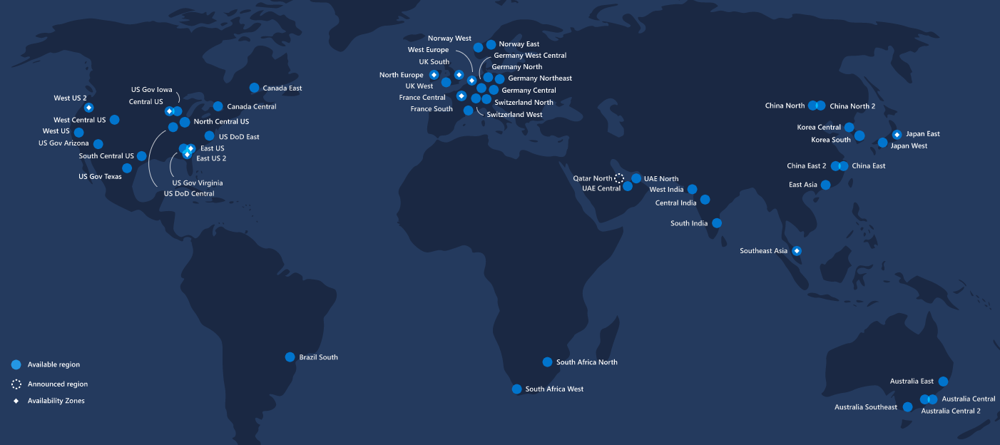 Norway West
Norway East
West Europe
Germany West Central
UK South
Germany North
North Europe
Germany Northeast
UK West
Germany Central
France Central
Switzerland North
France South
Switzerland West
US Gov Iowa
Canada East
West US 2
Central US
Canada Central
West Central US
North Central US
West US
US DoD East
US Gov Arizona
East US
South Central US
East US 2
US Gov Texas
US Gov Virginia
US DoD Central
China North
China North 2
Korea Central
Korea South
Japan East
Japan West
China East 2
China East
East Asia
Qatar North
UAE North
UAE Central
West India
Central India
South India
Southeast Asia
Brazil South
South Africa North
South Africa West
Australia East
Australia Central
Australia Southeast
Australia Central 2
Available region
Announced region
Availability Zones